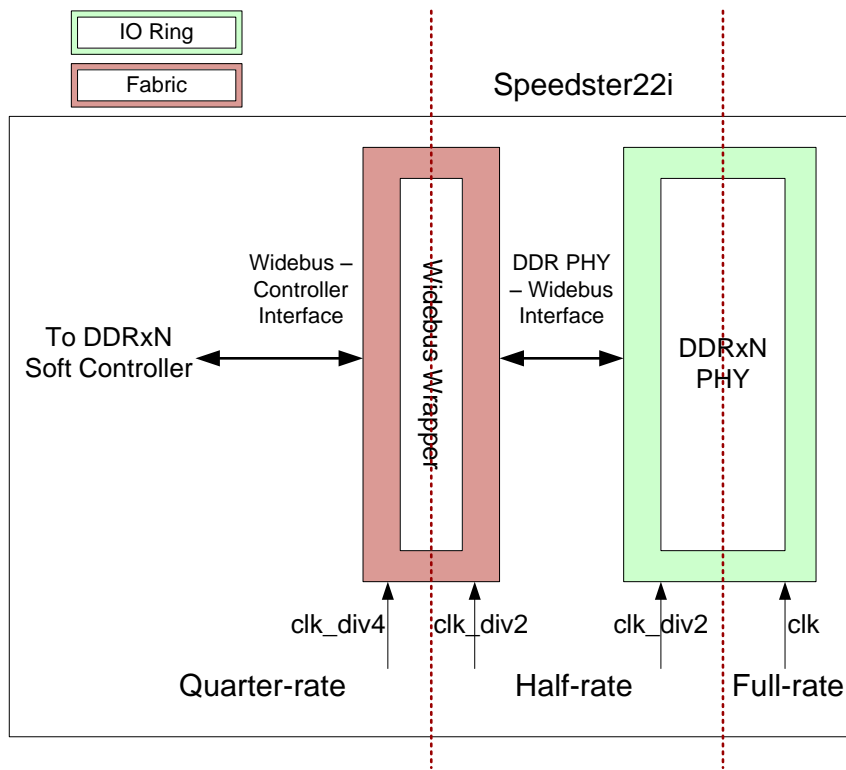 IO Ring
Fabric
Speedster22i
Widebus –
Controller
Interface
To DDRxN
Soft Controller
Widebus Wrapper
DDR PHY
– Widebus
Interface
DDRxN
PHY
clk_div4
clk_div2
clk_div2
clk
Quarter-rate
Half-rate
Full-rate